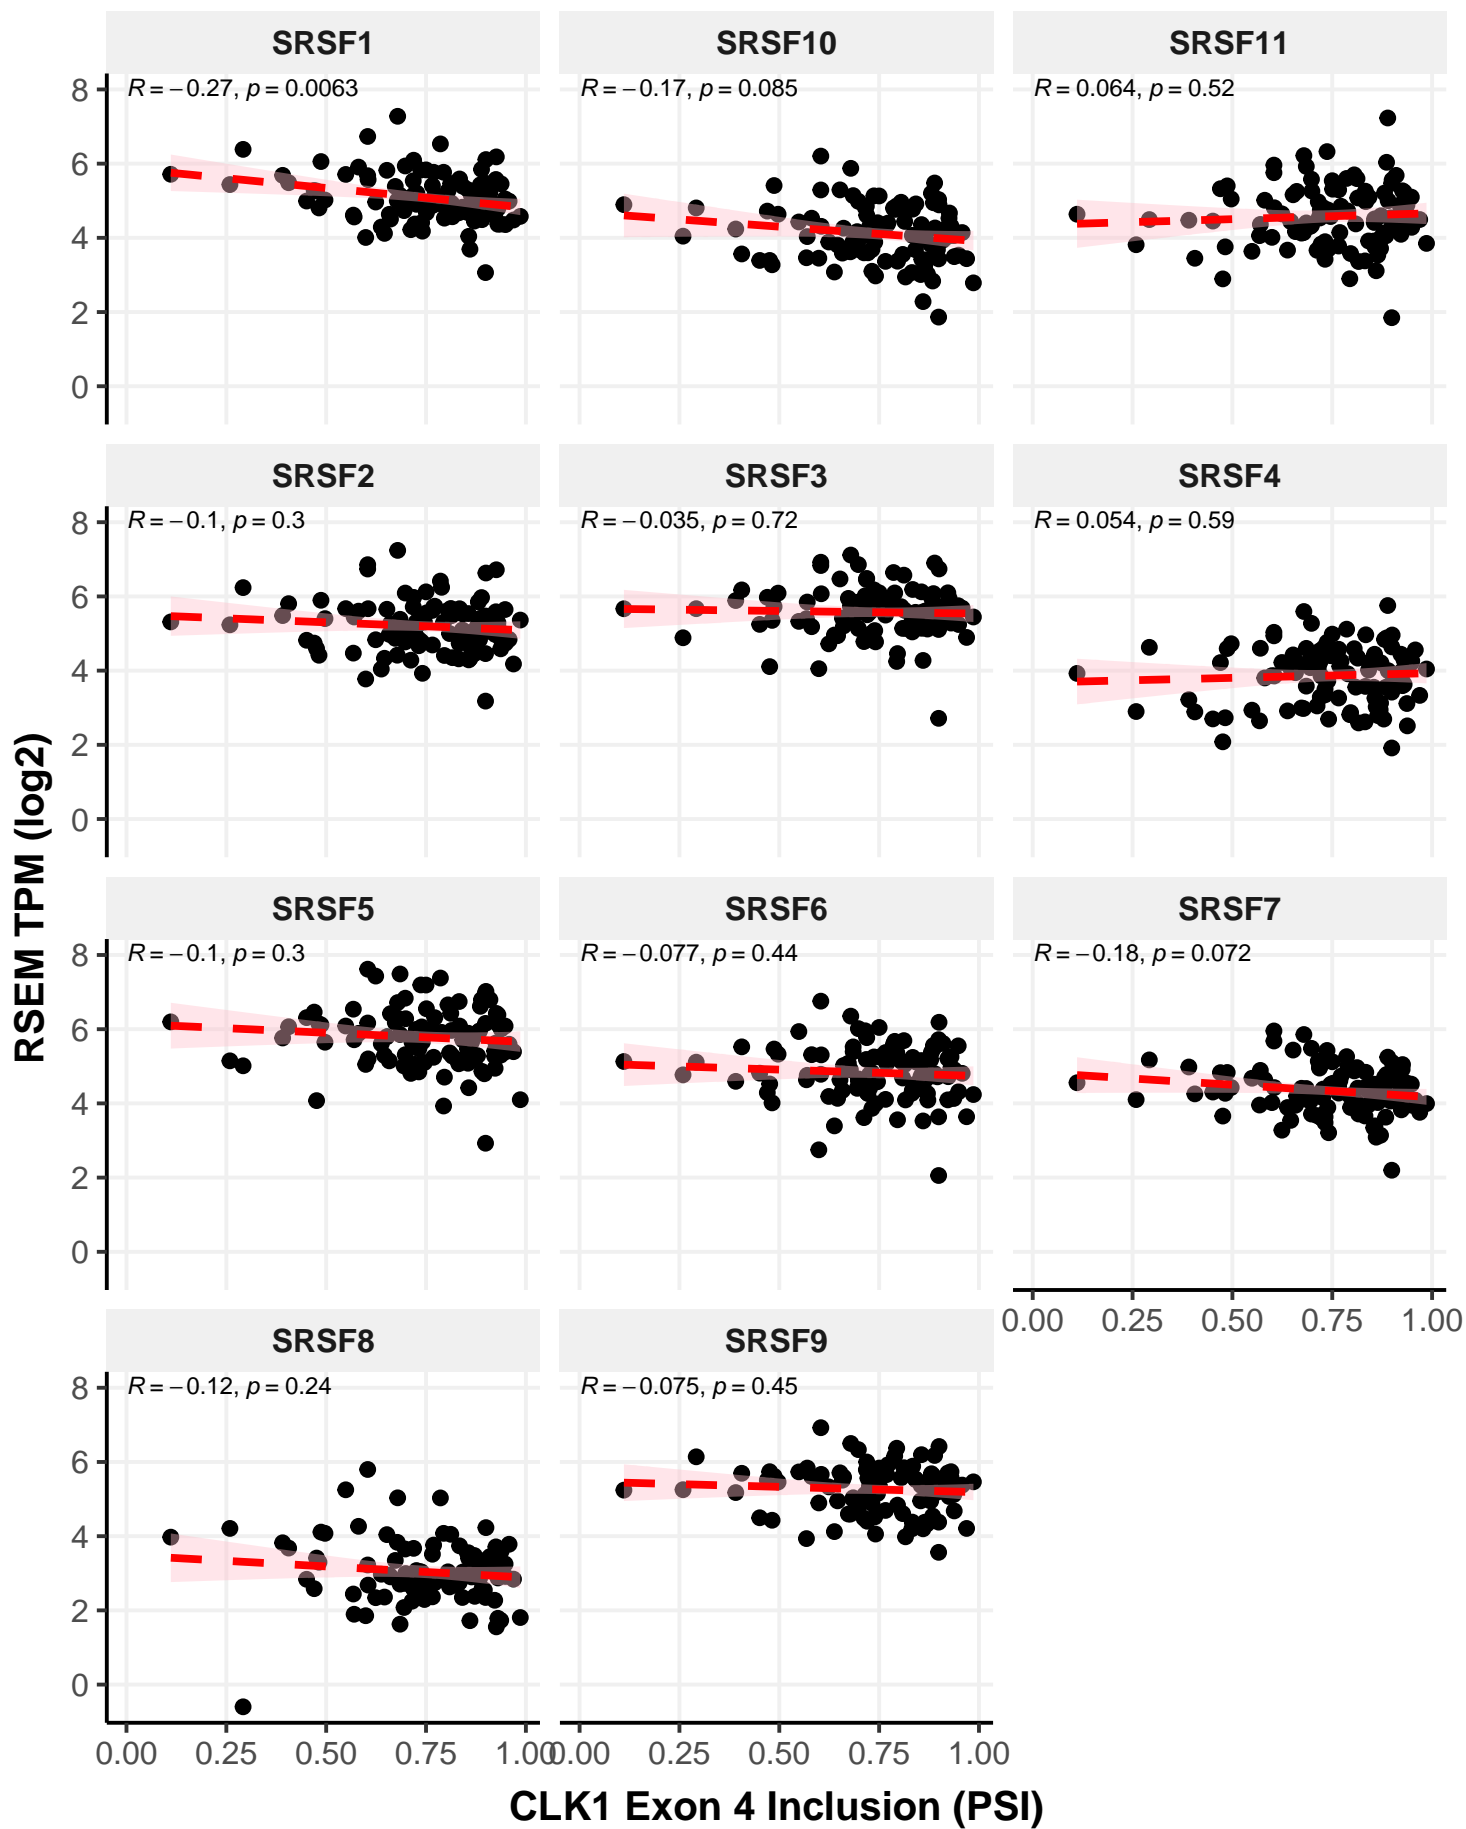 SRSF1
SRSF10
SRSF11
R = −0.27, p = 0.0063
R = −0.17, p = 0.085
R = 0.064, p = 0.52
8
6
4
2
0
SRSF2
SRSF3
SRSF4
R = −0.1, p = 0.3
R = −0.035, p = 0.72
R = 0.054, p = 0.59
8
6
4
2
0
RSEM TPM (log2)
SRSF5
SRSF6
SRSF7
R = −0.1, p = 0.3
R = −0.077, p = 0.44
R = −0.18, p = 0.072
8
6
4
2
0
0.00 0.25 0.50 0.75 1.00
SRSF8
SRSF9
R = −0.12, p = 0.24
R = −0.075, p = 0.45
8
6
4
2
0
0.00 0.25 0.50 0.75 1.00
0.00 0.25 0.50 0.75 1.00
CLK1 Exon 4 Inclusion (PSI)